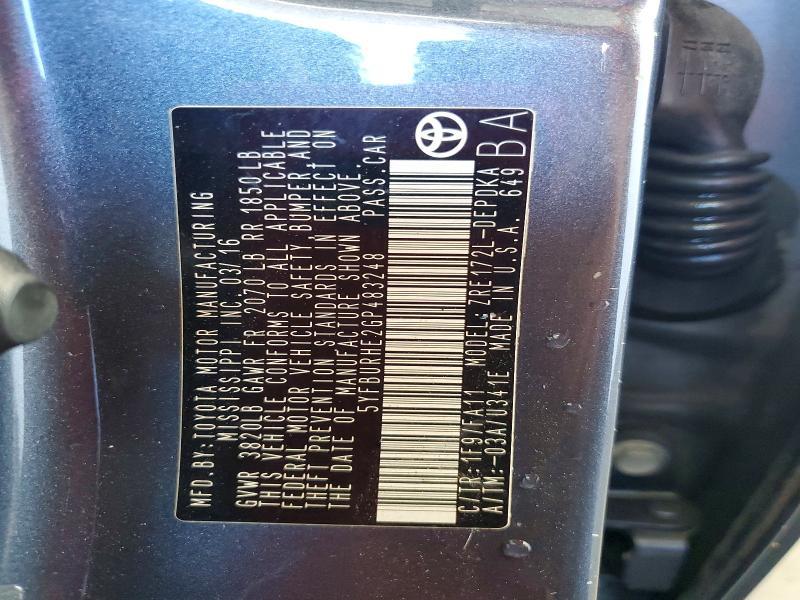 MFD. BY: TOYOTA MOTOR MANUFACTURING
MISSISSIPPI INC. 03/16
GVWR 3820LB GAWR FR 2070 LB RR 1850LB
THIS VEHICLE CONFORMS TO ALL APPLICABLE
FEDERAL MOTOR VEHICLE SAFETY BUMPER AND
THEFT PREVENTION STANDARDS IN EFFECT ON
THE DATE OF MANUFACTURE SHOWN ABOVE.
5YFBURHE2GP483248 PASS.CAR
C/TR: 1F9/FA11 MODEL: ZRE172L-DEPDKA
A/TM: -03A/U341E MADE IN U.S.A. 649
BA